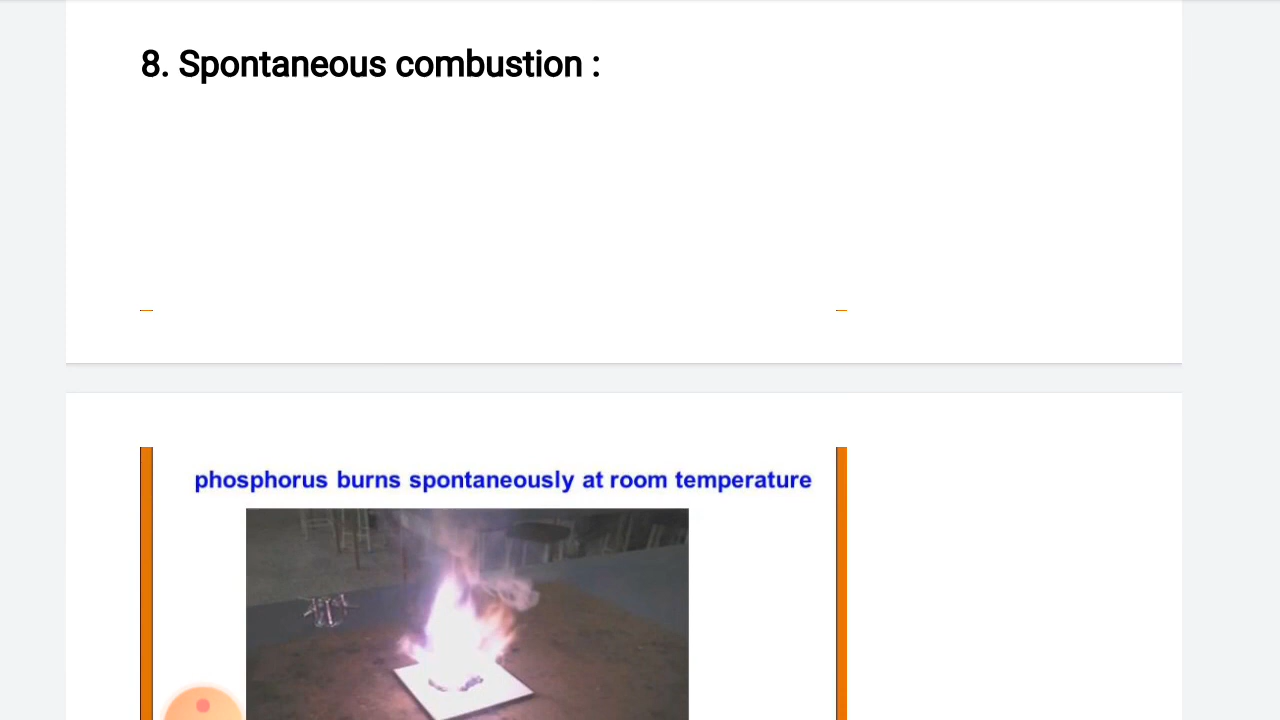 8. Spontaneous combustion :
phosphorus burns spontaneously at room temperature